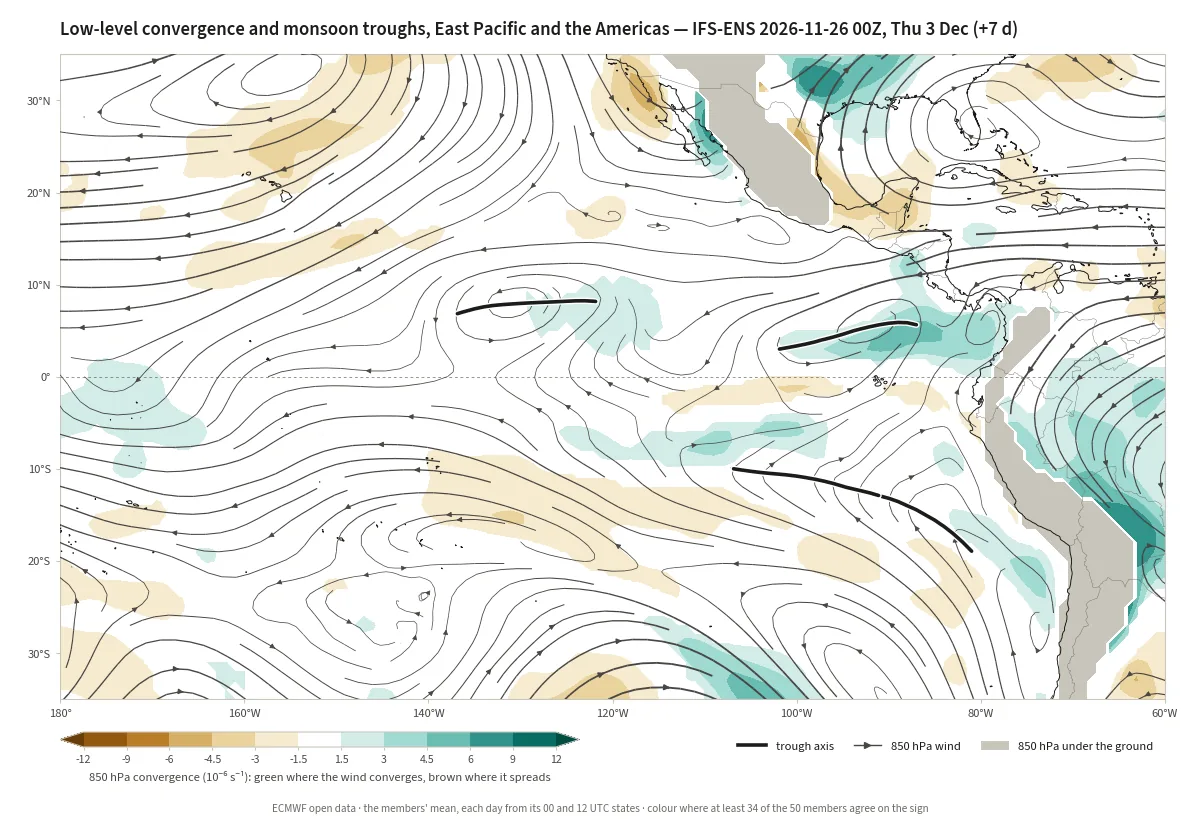 Low-level convergence and monsoon troughs, East Pacific and the Americas — IFS-ENS 2026-11-26 00Z, Thu 3 Dec (+7 d)
30°N
20°N
10°N
0°
10°S
20°S
30°S
180° 160°W 140°W 120°W 100°W 80°W 60°W
-12 -9 -6 -4.5 -3 -1.5 1.5 3 4.5 6 9 12
850 hPa convergence (10⁻⁶ s⁻¹): green where the wind converges, brown where it spreads
trough axis 850 hPa wind 850 hPa under the ground
ECMWF open data · the members' mean, each day from its 00 and 12 UTC states · colour where at least 34 of the 50 members agree on the sign